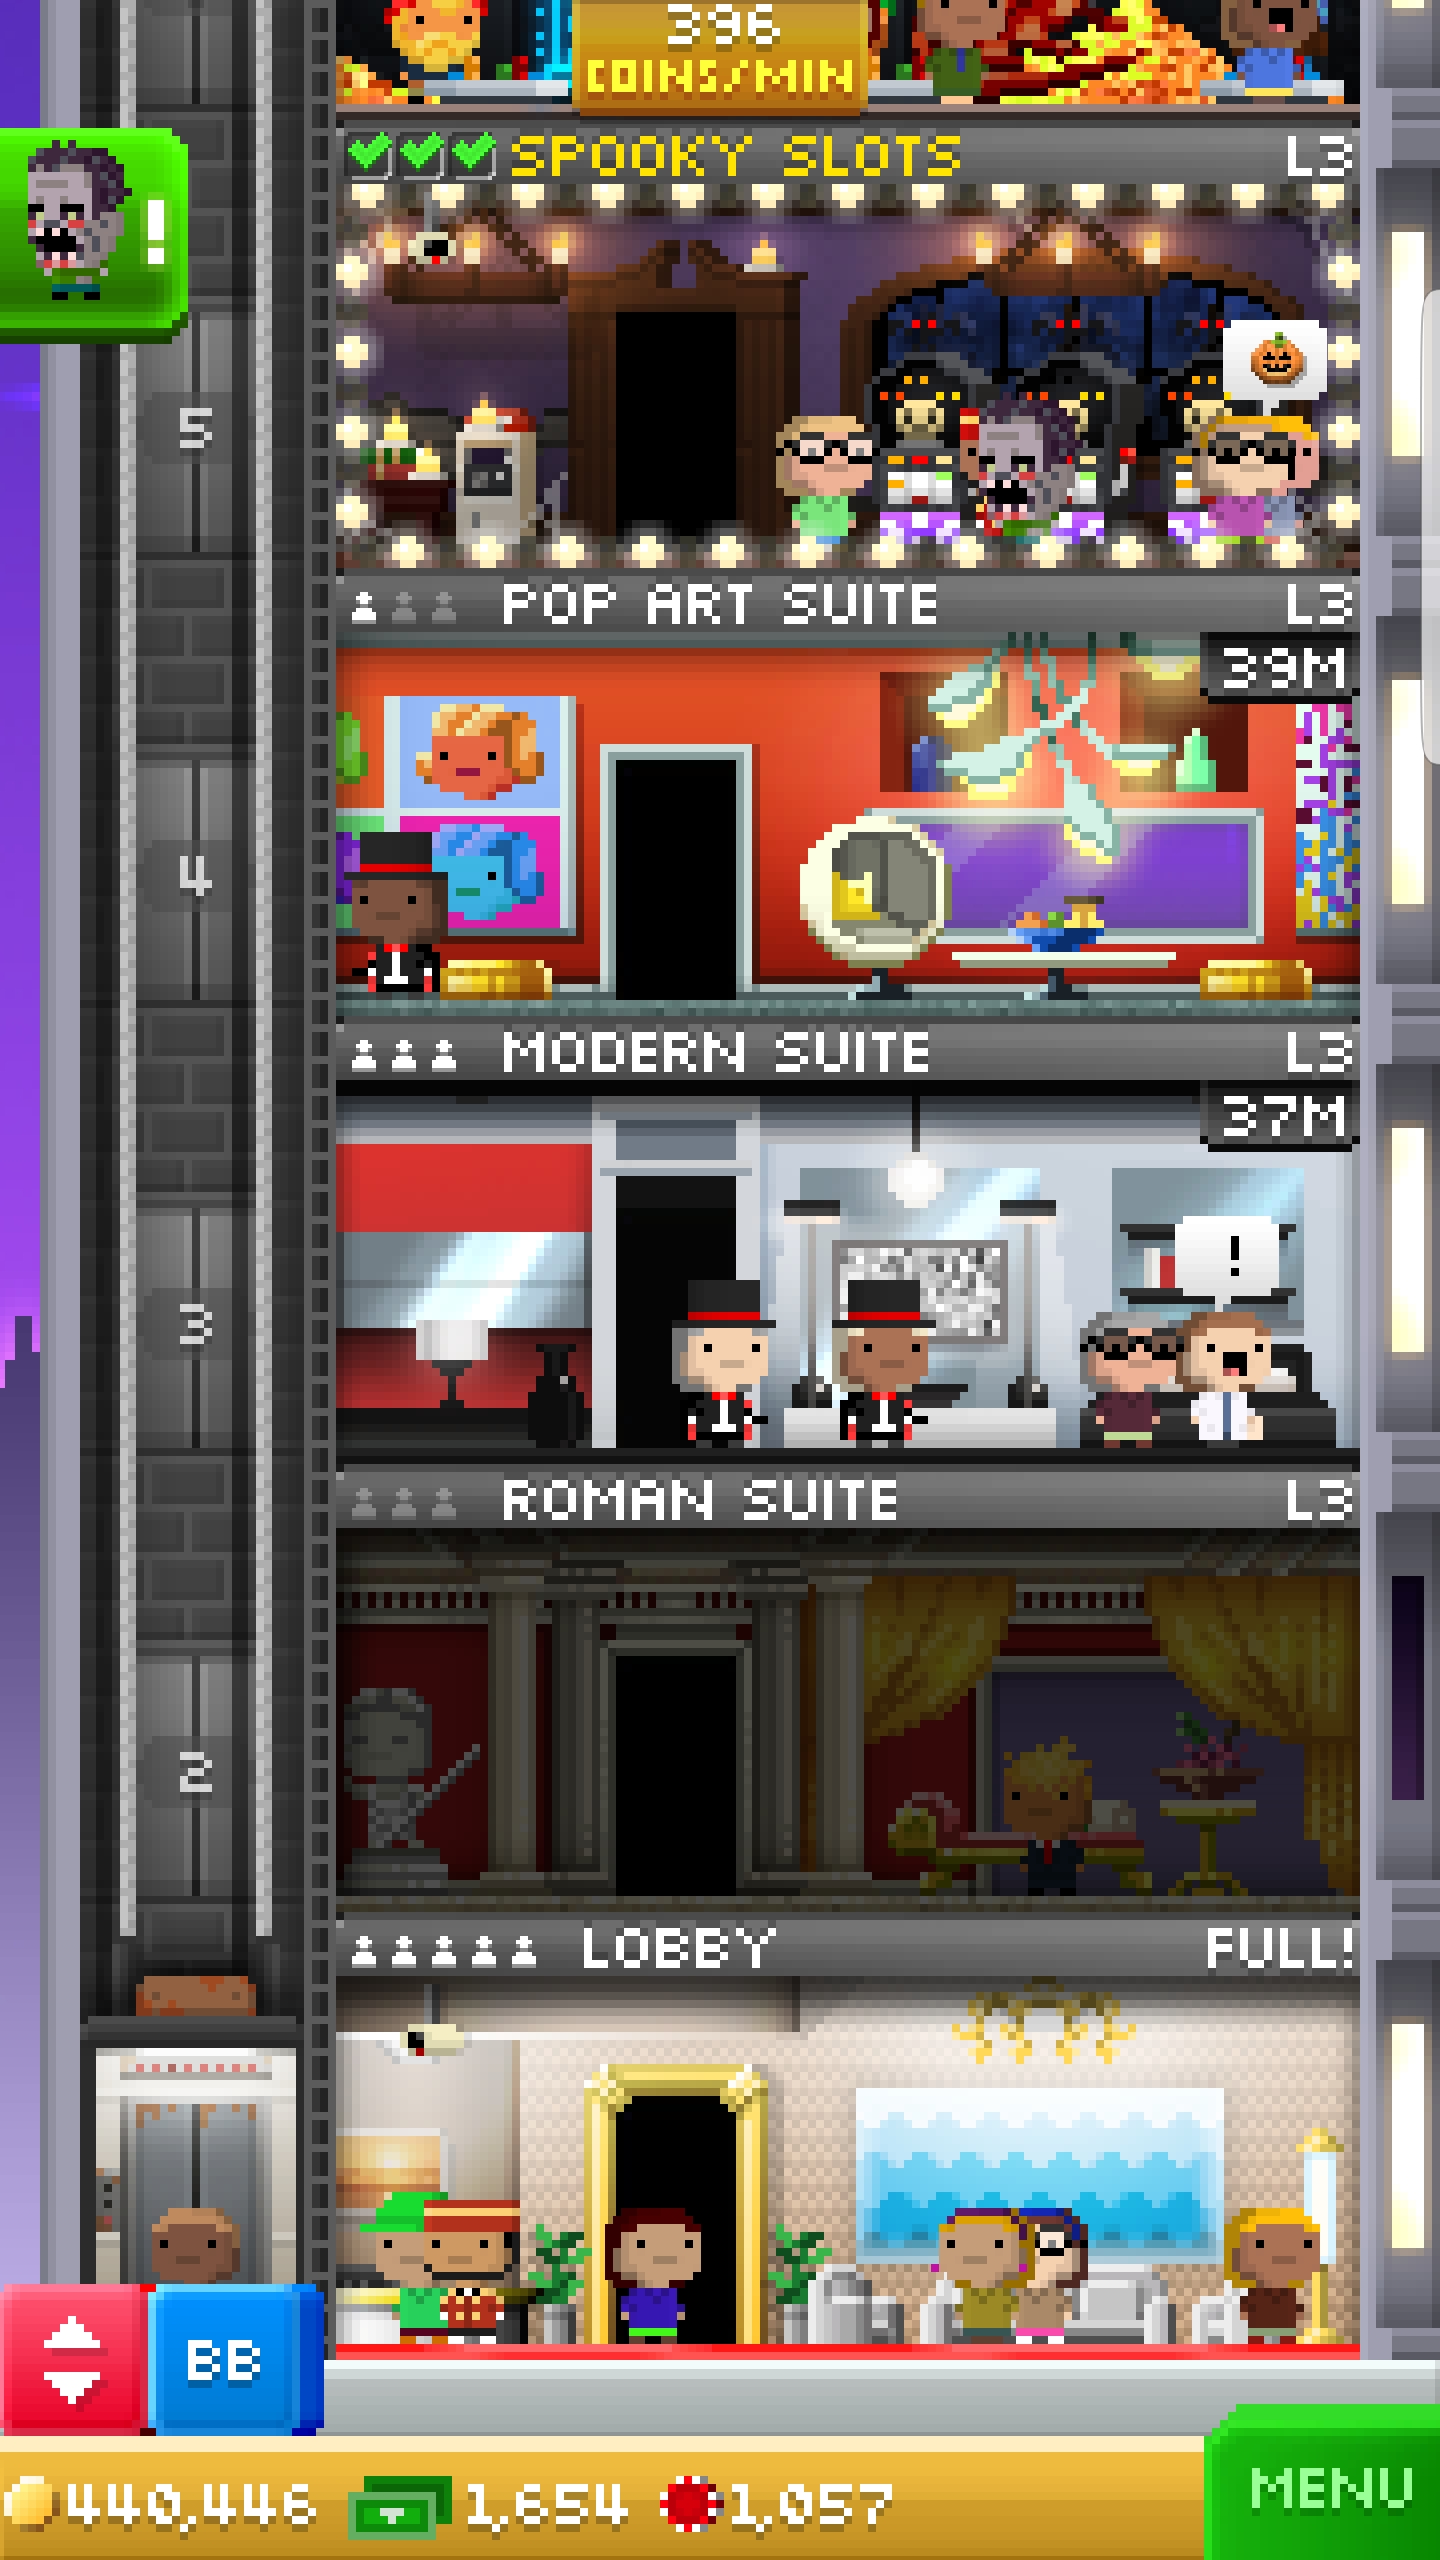 396
COINS/MIN
SPOOKY SLOTS L3
!
5
POP ART SUITE L3
39M
4
MODERN SUITE L3
37M
!
3
ROMAN SUITE L3
2
LOBBY FULL!
BB
440,446 1,654 1,057
MENU